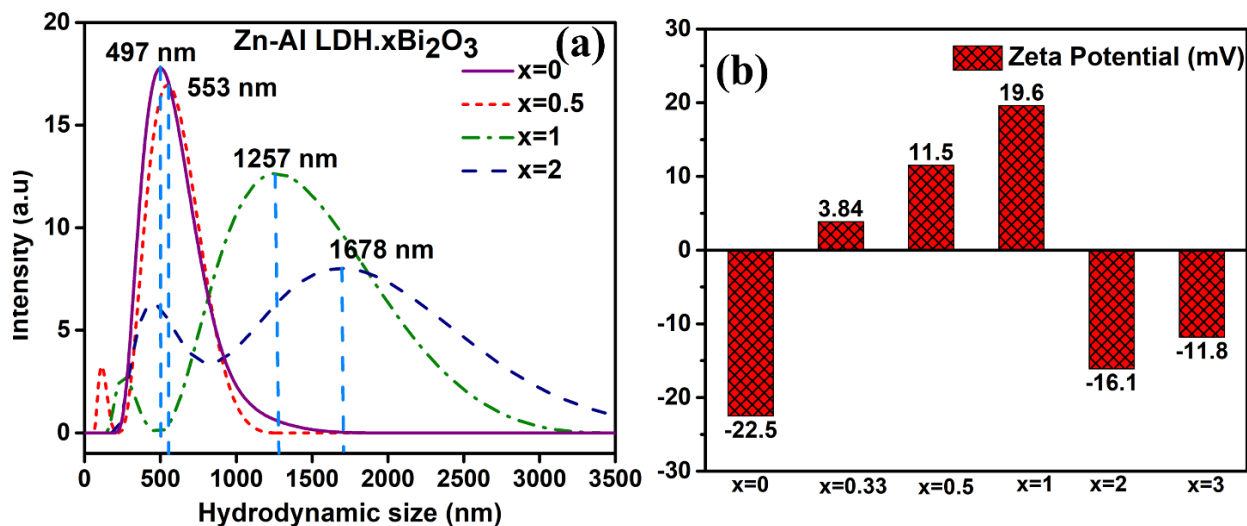 (a)
Zn-Al LDH.xBi₂O₃
497 nm
553 nm
1257 nm
1678 nm
x=0
x=0.5
x=1
x=2
Intensity (a.u)
20
15
10
5
0
0 500 1000 1500 2000 2500 3000 3500
Hydrodynamic size (nm)
(b)
Zeta Potential (mV)
30
20
10
0
-10
-20
-30
-22.5
3.84
11.5
19.6
-16.1
-11.8
x=0 x=0.33 x=0.5 x=1 x=2 x=3